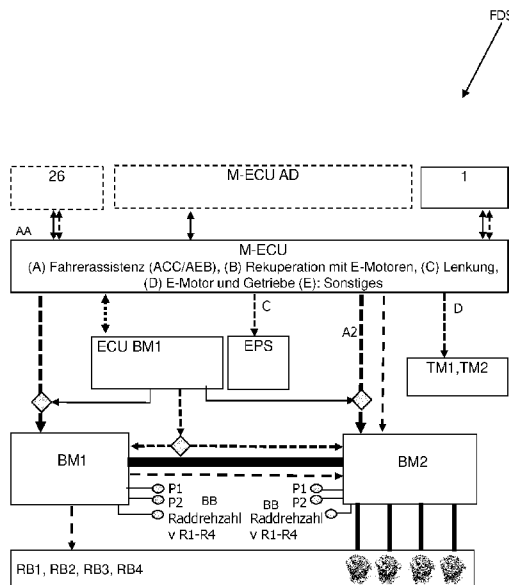 FDS
26
M-ECU AD
1
AA
M-ECU
(A) Fahrerassistenz (ACC/AEB), (B) Rekuperation mit E-Motoren, (C) Lenkung,
(D) E-Motor und Getriebe (E): Sonstiges
C
A2
D
ECU BM1
EPS
TM1,TM2
BM1
BM2
P1
P2
BB
Raddrehzahl
v R1-R4
P1
P2
BB
Raddrehzahl
v R1-R4
RB1, RB2, RB3, RB4